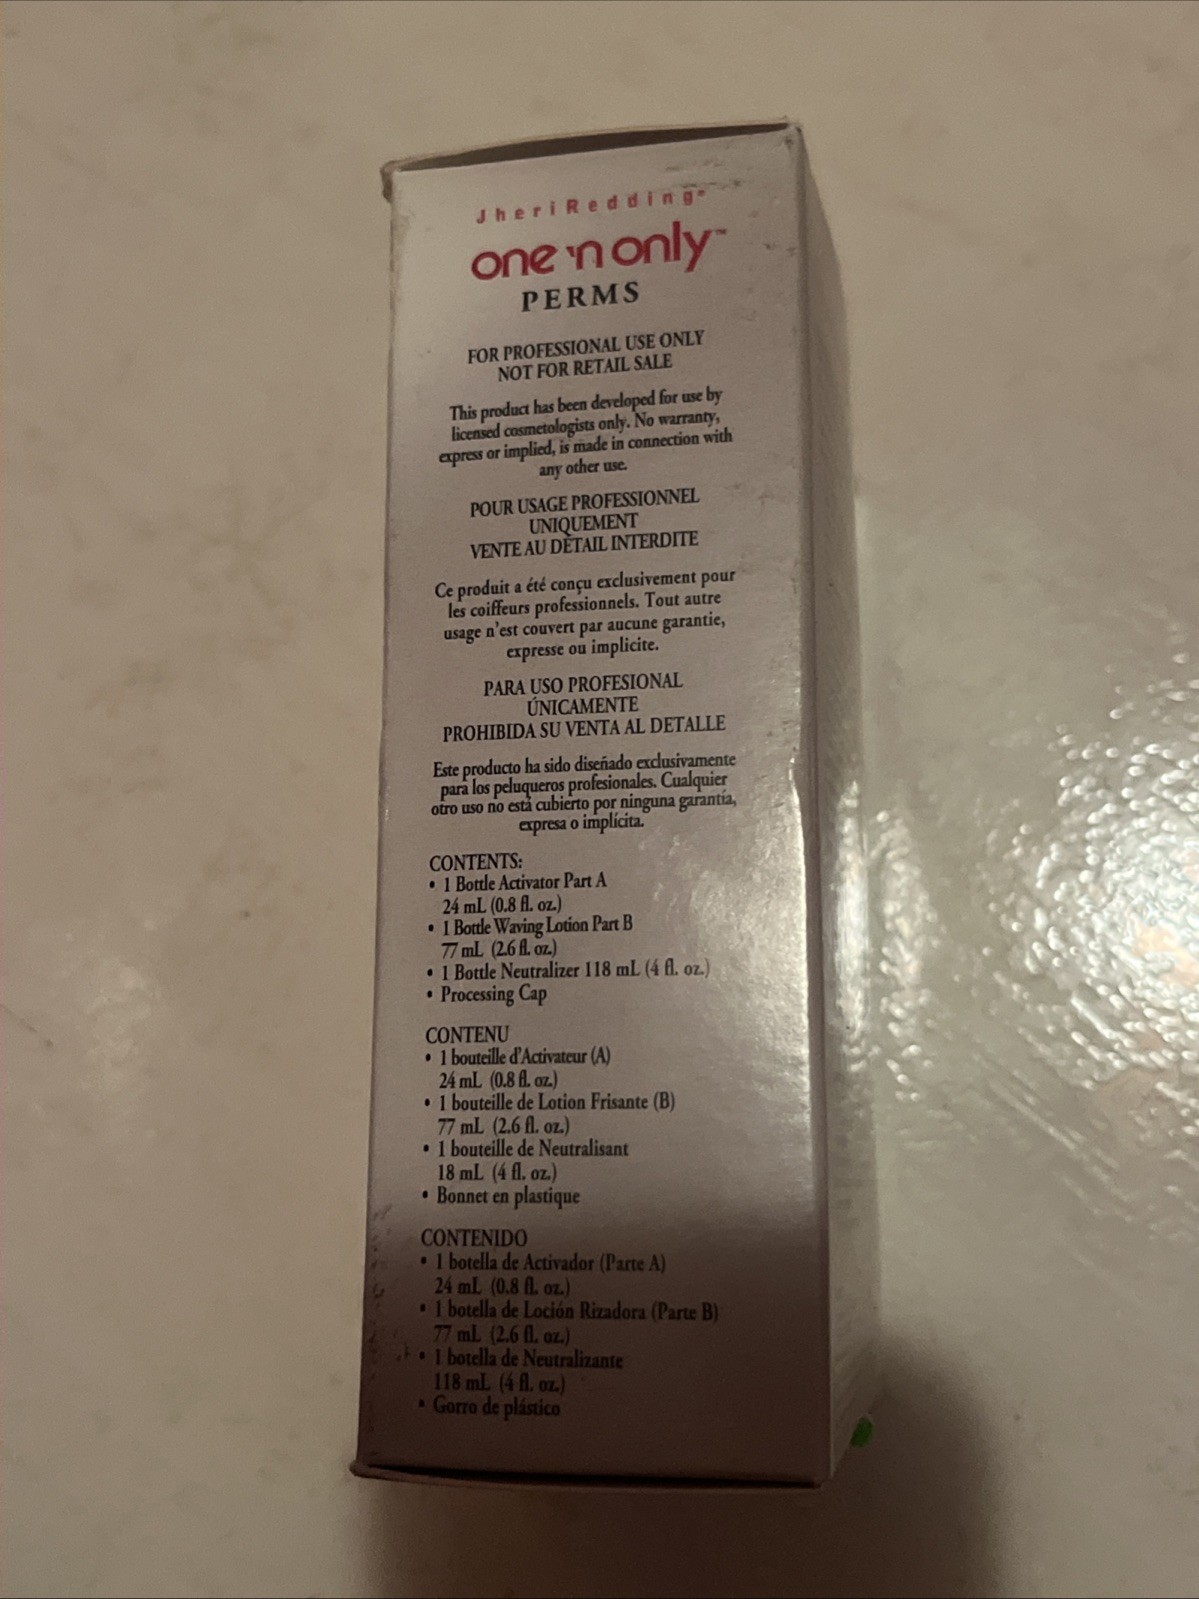 JheriRedding®
one 'n only™
PERMS
FOR PROFESSIONAL USE ONLY
NOT FOR RETAIL SALE
This product has been developed for use by
licensed cosmetologists only. No warranty,
express or implied, is made in connection with
any other use.
POUR USAGE PROFESSIONNEL
UNIQUEMENT
VENTE AU DÉTAIL INTERDITE
Ce produit a été conçu exclusivement pour
les coiffeurs professionnels. Tout autre
usage n'est couvert par aucune garantie,
expresse ou implicite.
PARA USO PROFESIONAL
ÚNICAMENTE
PROHIBIDA SU VENTA AL DETALLE
Este producto ha sido diseñado exclusivamente
para los peluqueros profesionales. Cualquier
otro uso no está cubierto por ninguna garantía,
expresa o implícita.
CONTENTS:
• 1 Bottle Activator Part A
24 mL (0.8 fl. oz.)
• 1 Bottle Waving Lotion Part B
77 mL (2.6 fl. oz.)
• 1 Bottle Neutralizer 118 mL (4 fl. oz.)
• Processing Cap
CONTENU
• 1 bouteille d'Activateur (A)
24 mL (0.8 fl. oz.)
• 1 bouteille de Lotion Frisante (B)
77 mL (2.6 fl. oz.)
• 1 bouteille de Neutralisant
18 mL (4 fl. oz.)
• Bonnet en plastique
CONTENIDO
• 1 botella de Activador (Parte A)
24 mL (0.8 fl. oz.)
• 1 botella de Loción Rizadora (Parte B)
77 mL (2.6 fl. oz.)
• 1 botella de Neutralizante
118 mL (4 fl. oz.)
• Gorro de plástico